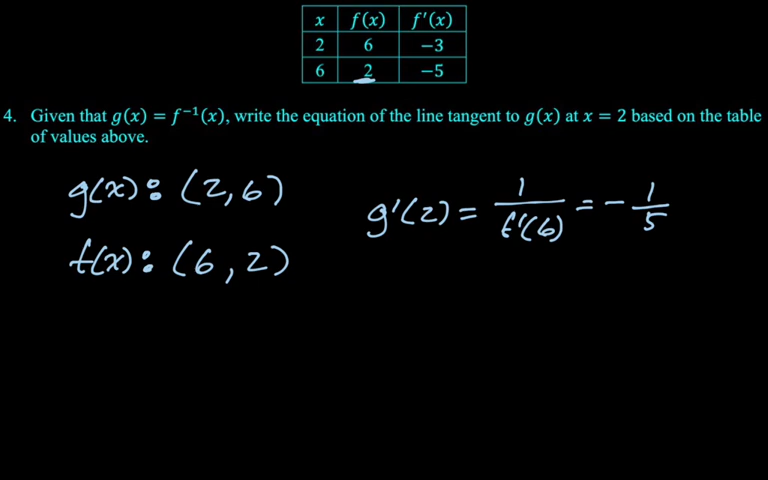 x f(x) f′(x)
2 6 −3
6 2 −5
4. Given that g(x) = f⁻¹(x), write the equation of the line tangent to g(x) at x = 2 based on the table
of values above.
g(x): (2,6)
f(x): (6,2)
g'(2) = 1/f'(6) = -1/5